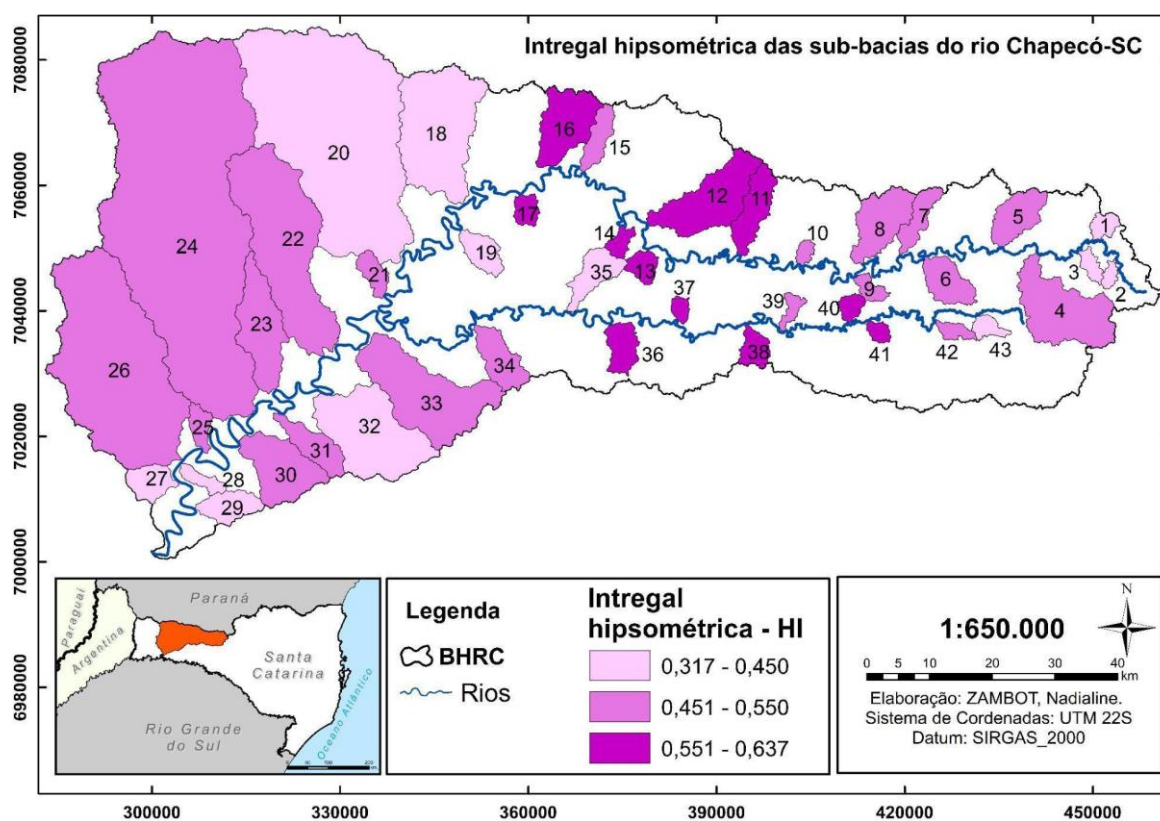 Intregal hipsométrica das sub-bacias do rio Chapecó-SC
7080000
7060000
7040000
7020000
7000000
6980000
300000
330000
360000
390000
420000
450000
1
2
3
4
5
6
7
8
9
10
11
12
13
14
15
16
17
18
19
20
21
22
23
24
25
26
27
28
29
30
31
32
33
34
35
36
37
38
39
40
41
42
43
Paraguai
Argentina
Paraná
Santa
Catarina
Rio Grande
do Sul
Oceano Atlântico
Legenda
BHRC
Rios
Intregal
hipsométrica - HI
0,317 - 0,450
0,451 - 0,550
0,551 - 0,637
N
1:650.000
0 5 10 20 30 40
km
Elaboração: ZAMBOT, Nadialine.
Sistema de Cordenadas: UTM 22S
Datum: SIRGAS_2000